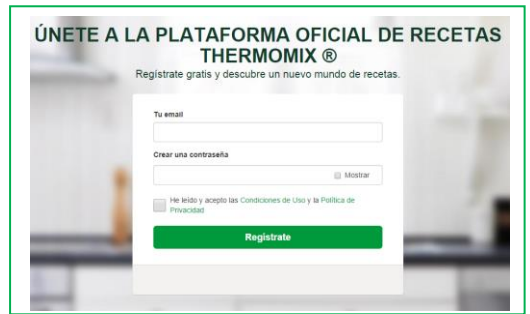 ÚNETE A LA PLATAFORMA OFICIAL DE RECETAS
THERMOMIX ®
Regístrate gratis y descubre un nuevo mundo de recetas.
Tu email
Crear una contraseña
Mostrar
He leído y acepto las Condiciones de Uso y la Política de
Privacidad
Regístrate